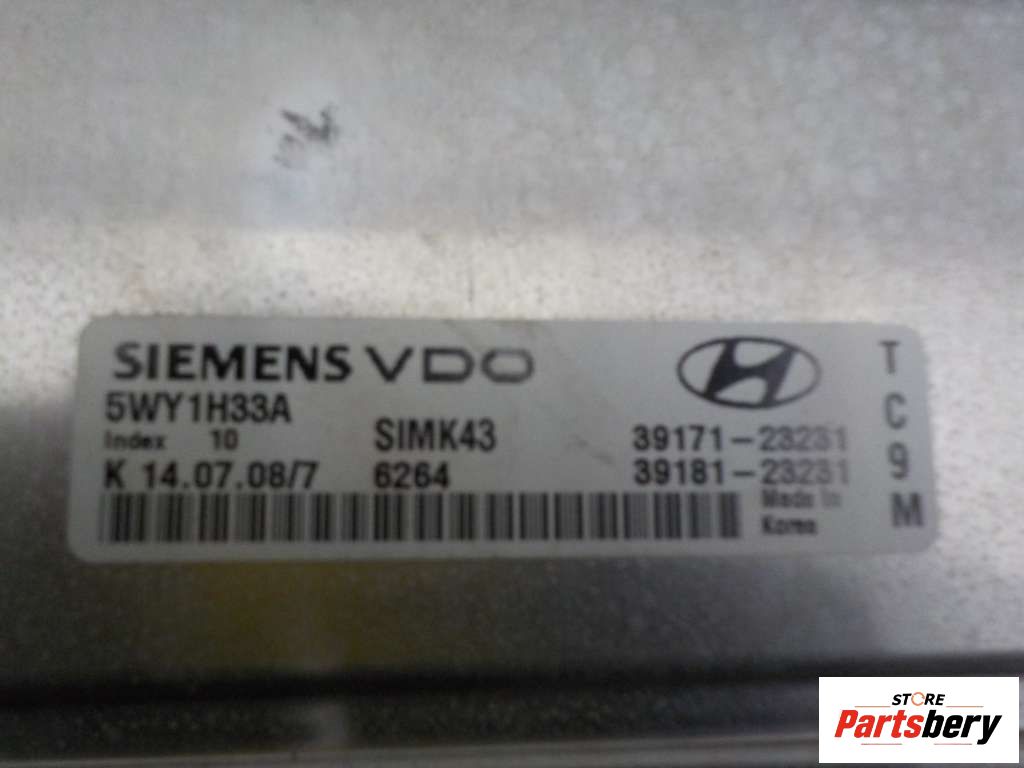 SIEMENS VDO
5WY1H33A
Index 10 SIMK43 39171-23231
K 14.07.08/7 6264 39181-23231
Made In
Korea
T
C
9
M
STORE
Partsbery